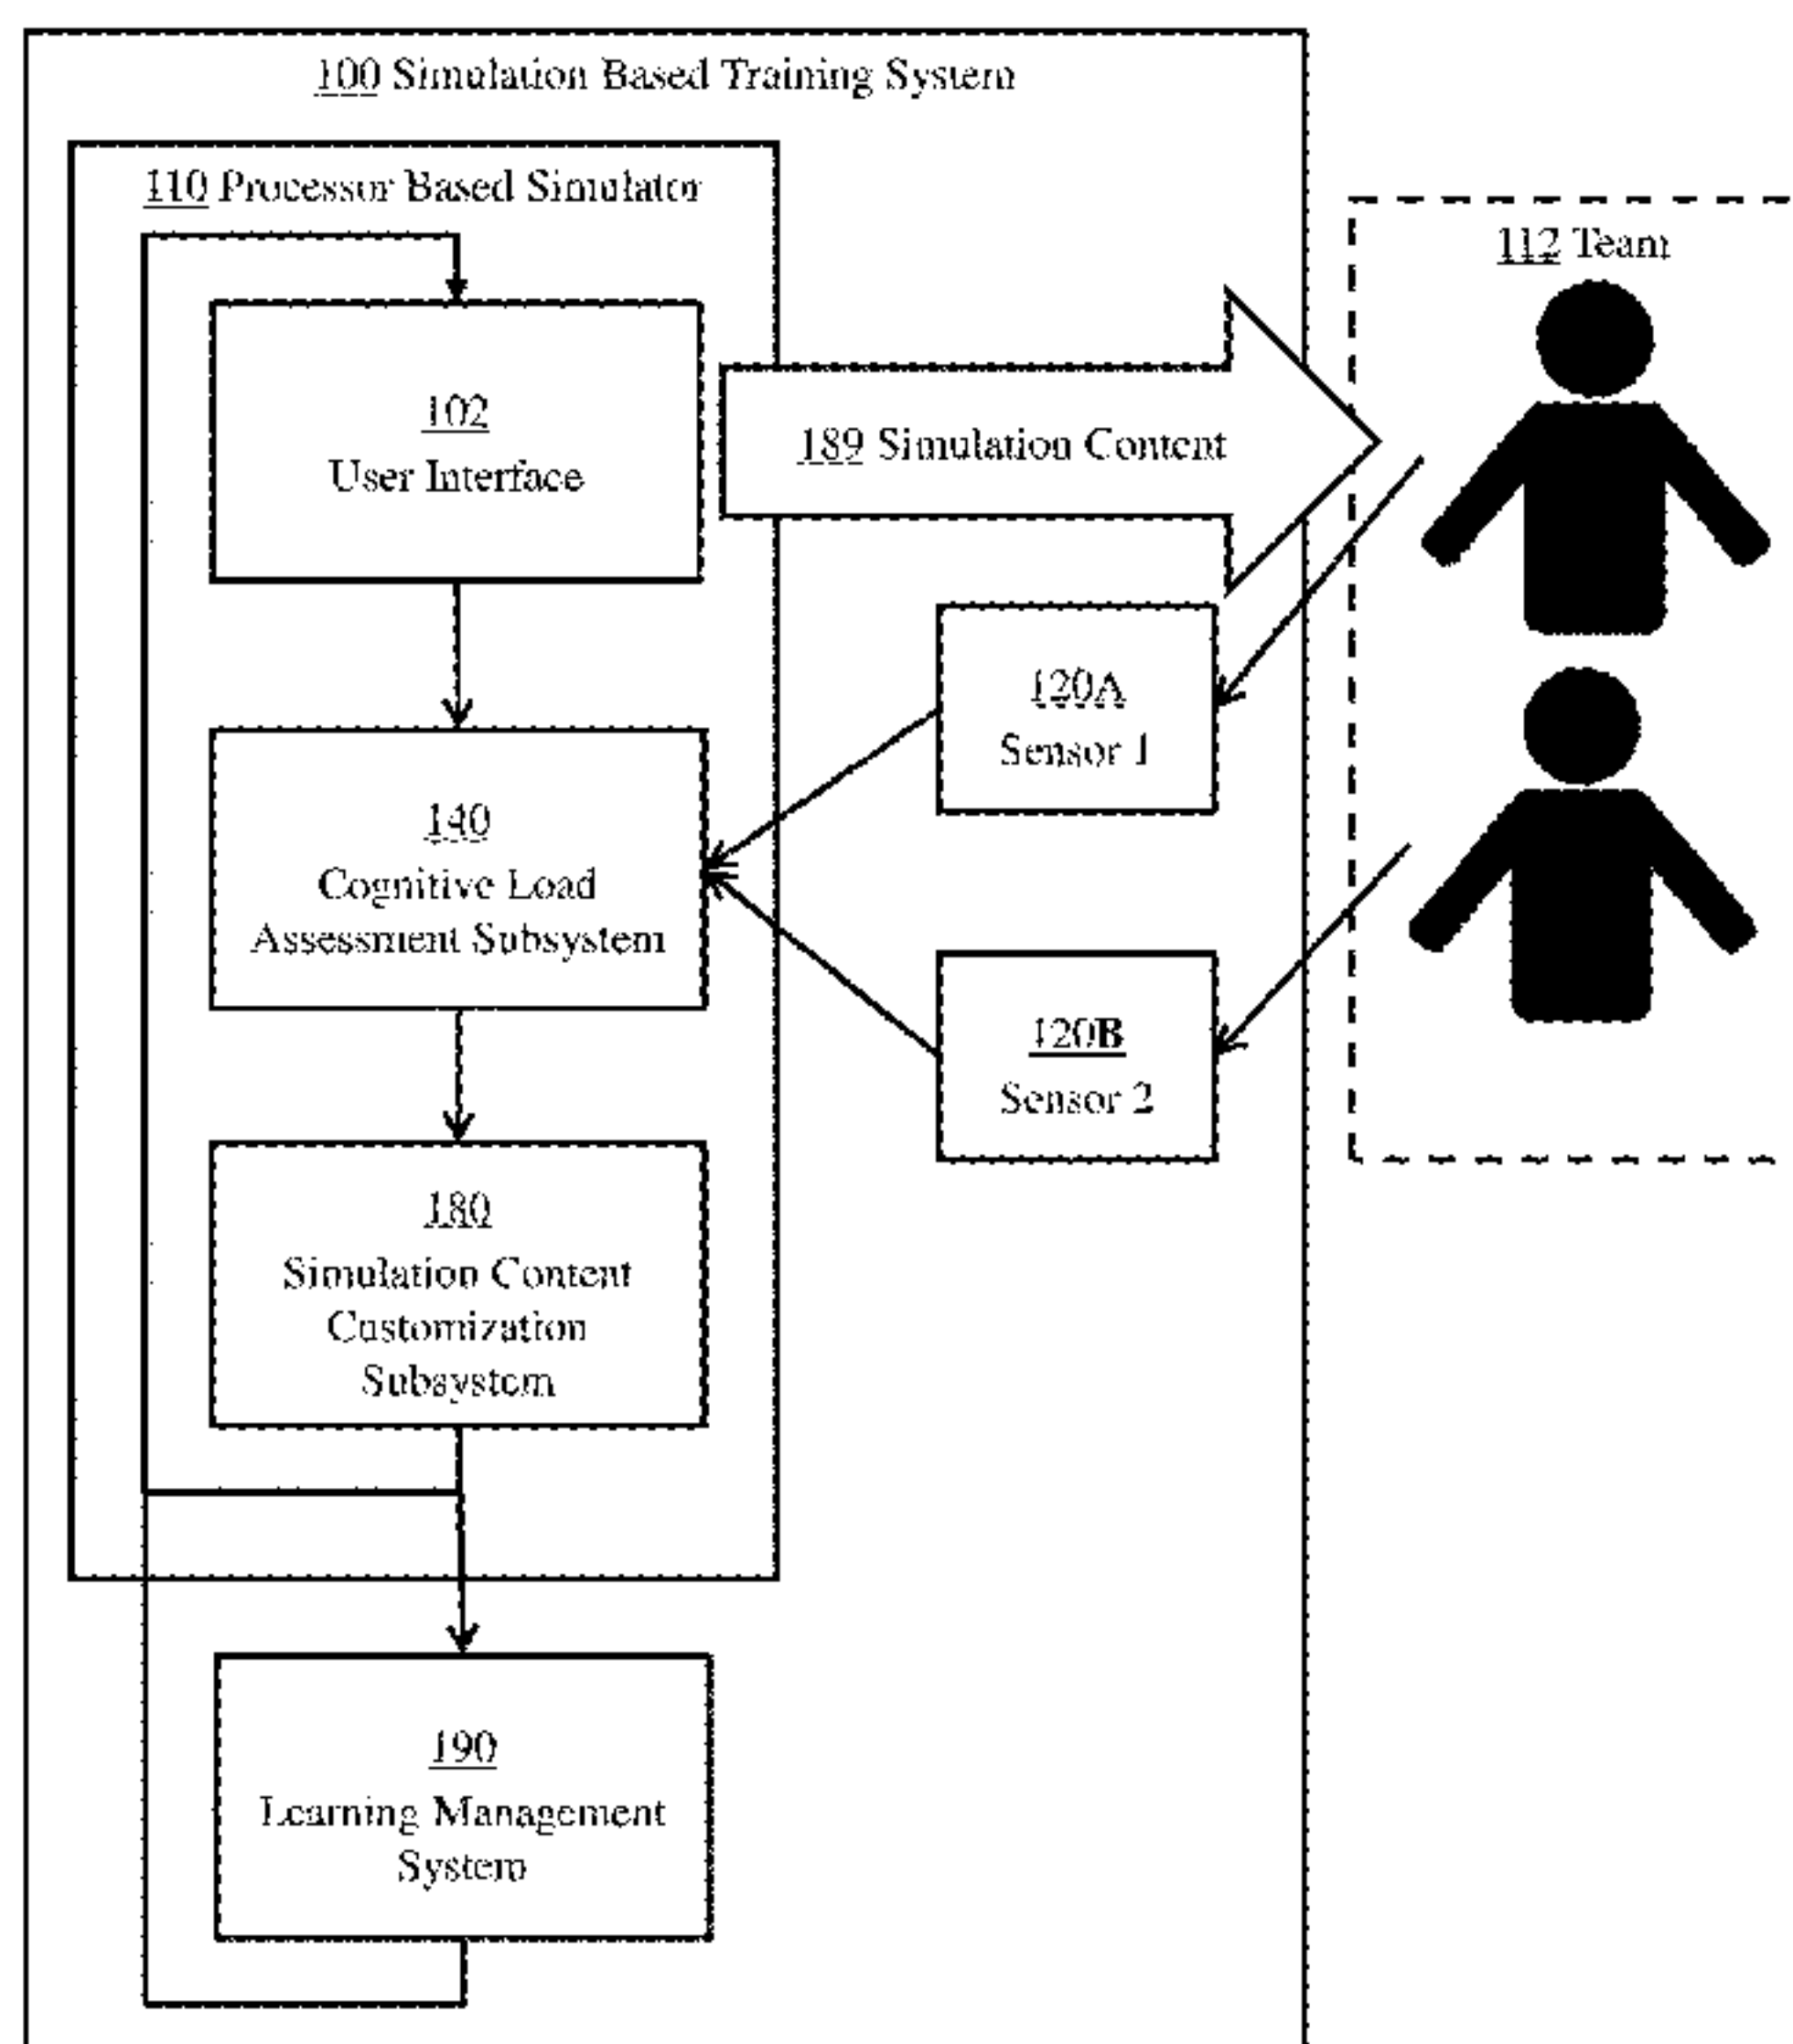 100 Simulation Based Training System
110 Processor Based Simulator
112 Team
102
User Interface
189 Simulation Content
120A
Sensor 1
140
Cognitive Load
Assessment Subsystem
120B
Sensor 2
180
Simulation Content
Customization
Subsystem
190
Learning Management
System